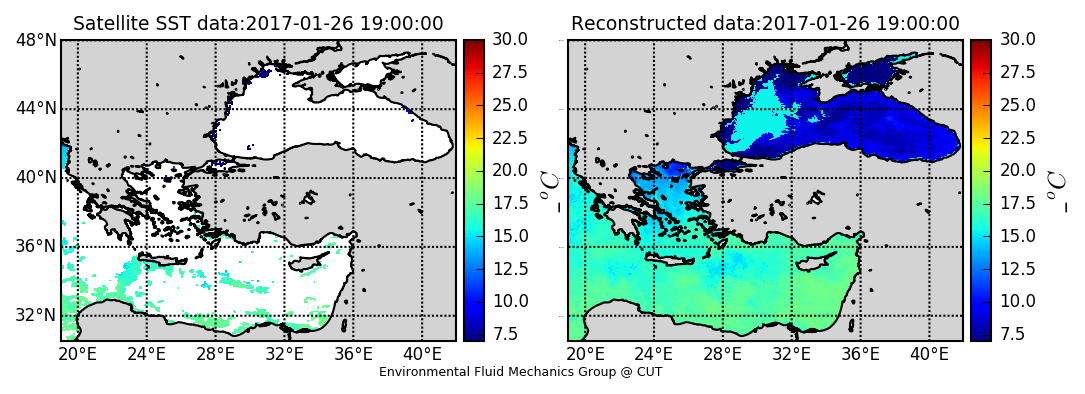 Satellite SST data:2017-01-26 19:00:00
Reconstructed data:2017-01-26 19:00:00
48°N
44°N
40°N
36°N
32°N
20°E 24°E 28°E 32°E 36°E 40°E
30.0
27.5
25.0
22.5
20.0
17.5
15.0
12.5
10.0
7.5
_ °C
20°E 24°E 28°E 32°E 36°E 40°E
30.0
27.5
25.0
22.5
20.0
17.5
15.0
12.5
10.0
7.5
_ °C
Environmental Fluid Mechanics Group @ CUT